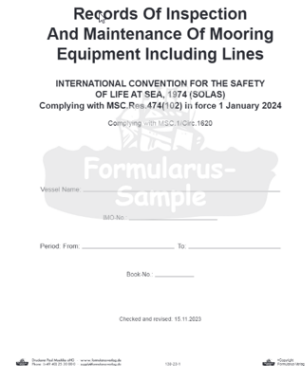 Records Of Inspection
And Maintenance Of Mooring
Equipment Including Lines
INTERNATIONAL CONVENTION FOR THE SAFETY
OF LIFE AT SEA, 1974 (SOLAS)
Complying with MSC.Res.474(102) in force 1 January 2024
Complying with MSC.1/Circ.1620
Formularus-
Sample
Vessel Name:
IMO-No.:
Period: From: To:
Book No.:
Checked and revised: 15.11.2023